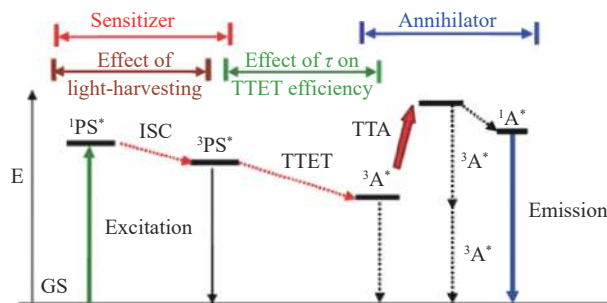 Sensitizer
Annihilator
Effect of
light-harvesting
Effect of τ on
TTET efficiency
¹PS*
ISC
³PS*
TTET
³A*
TTA
¹A*
³A*
³A*
E
Excitation
Emission
GS